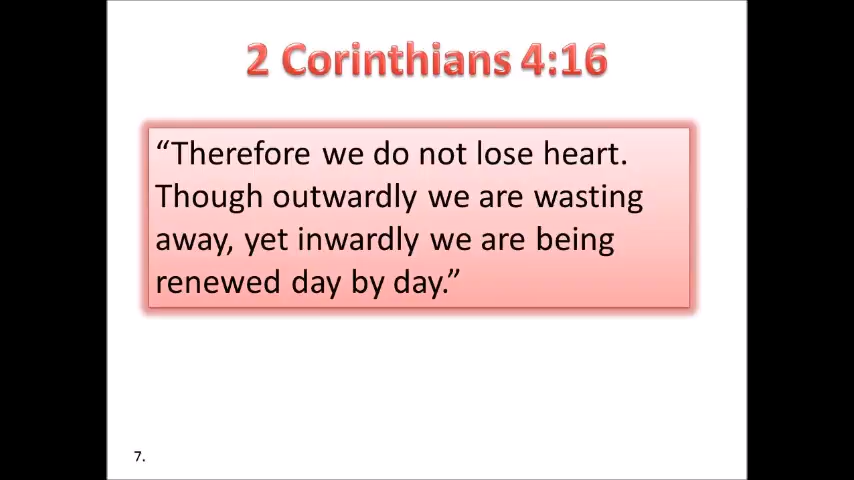 2 Corinthians 4:16
“Therefore we do not lose heart.
Though outwardly we are wasting
away, yet inwardly we are being
renewed day by day.”
7.